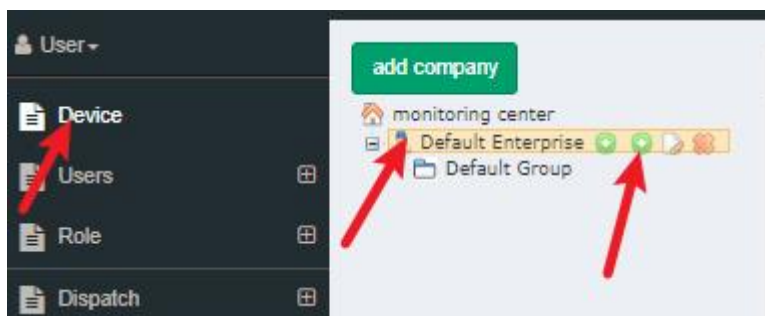 User
Device
Users
Role
Dispatch
add company
monitoring center
Default Enterprise
Default Group